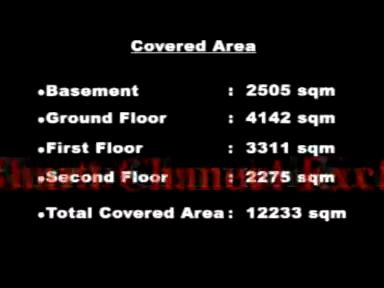 Covered Area
•Basement : 2505 sqm
•Ground Floor : 4142 sqm
•First Floor : 3311 sqm
•Second Floor : 2275 sqm
•Total Covered Area : 12233 sqm